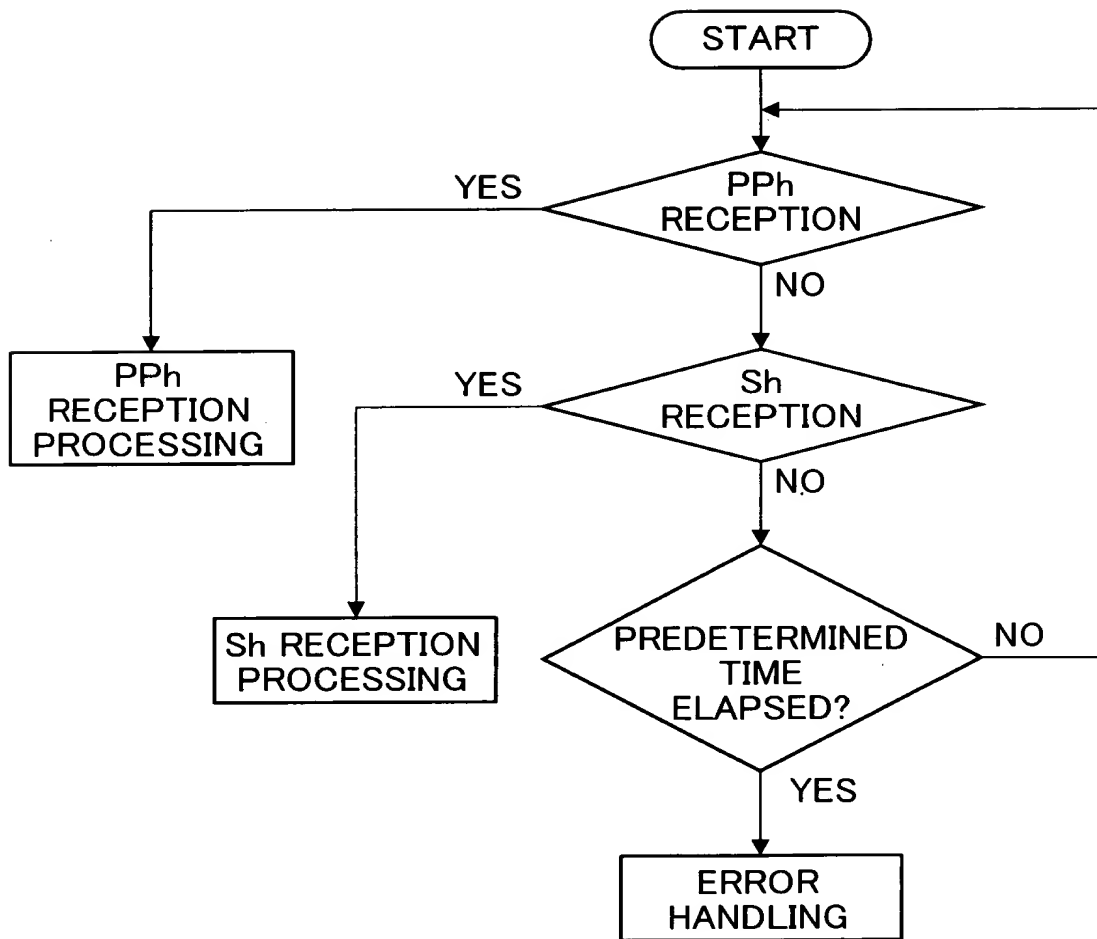 START
PPh
RECEPTION
YES
NO
PPh
RECEPTION
PROCESSING
Sh
RECEPTION
YES
NO
Sh RECEPTION
PROCESSING
PREDETERMINED
TIME
ELAPSED?
NO
YES
ERROR
HANDLING